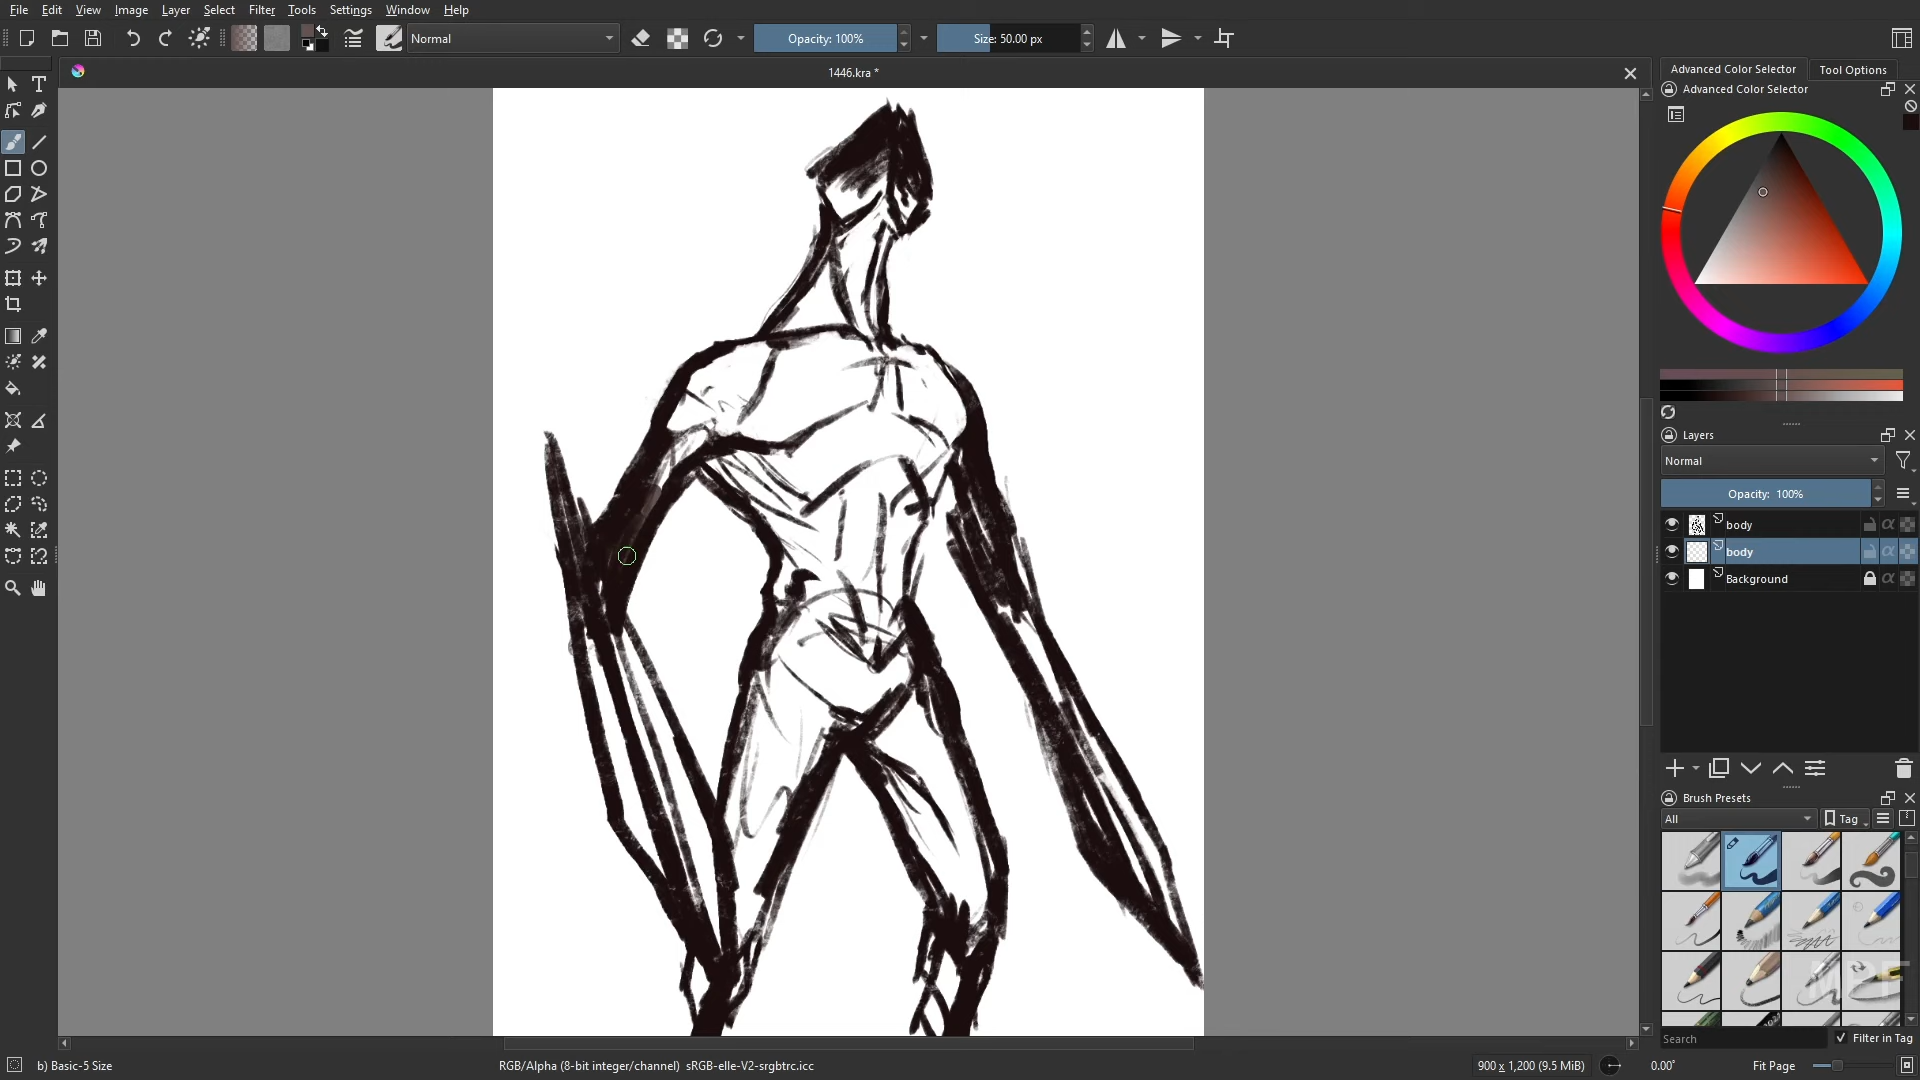 File Edit View Image Layer Select Filter Tools Settings Window Help
Normal
Opacity: 100%
Size: 50.00 px
1446.kra *
Advanced Color Selector
Tool Options
Advanced Color Selector
Layers
Normal
Opacity: 100%
body
body
Background
Brush Presets
All
Tag
Search
Filter in Tag
b) Basic-5 Size
RGB/Alpha (8-bit integer/channel) sRGB-elle-V2-srgbtrc.icc
900 x 1,200 (9.5 MiB)
0.00°
Fit Page